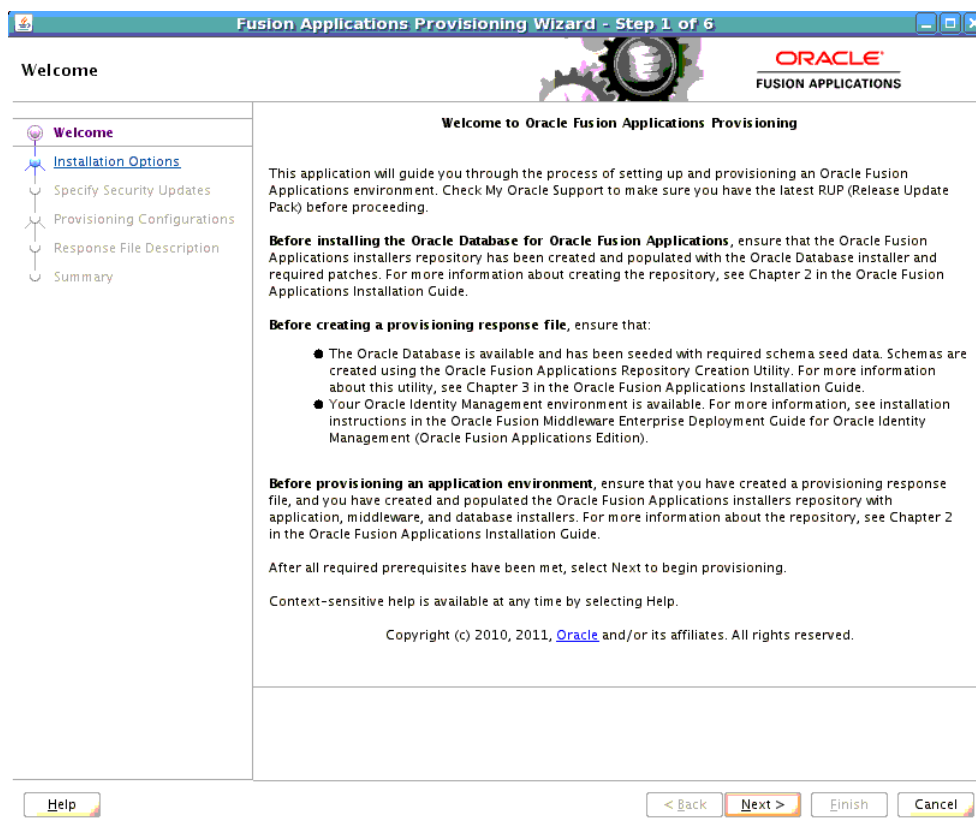 Fusion Applications Provisioning Wizard - Step 1 of 6
Welcome
ORACLE
FUSION APPLICATIONS
Welcome
Installation Options
Specify Security Updates
Provisioning Configurations
Response File Description
Summary
Welcome to Oracle Fusion Applications Provisioning
This application will guide you through the process of setting up and provisioning an Oracle Fusion
Applications environment. Check My Oracle Support to make sure you have the latest RUP (Release Update
Pack) before proceeding.
Before installing the Oracle Database for Oracle Fusion Applications, ensure that the Oracle Fusion
Applications installers repository has been created and populated with the Oracle Database installer and
required patches. For more information about creating the repository, see Chapter 2 in the Oracle Fusion
Applications Installation Guide.
Before creating a provisioning response file, ensure that:
● The Oracle Database is available and has been seeded with required schema seed data. Schemas are
created using the Oracle Fusion Applications Repository Creation Utility. For more information
about this utility, see Chapter 3 in the Oracle Fusion Applications Installation Guide.
● Your Oracle Identity Management environment is available. For more information, see installation
instructions in the Oracle Fusion Middleware Enterprise Deployment Guide for Oracle Identity
Management (Oracle Fusion Applications Edition).
Before provisioning an application environment, ensure that you have created a provisioning response
file, and you have created and populated the Oracle Fusion Applications installers repository with
application, middleware, and database installers. For more information about the repository, see Chapter 2
in the Oracle Fusion Applications Installation Guide.
After all required prerequisites have been met, select Next to begin provisioning.
Context-sensitive help is available at any time by selecting Help.
Copyright (c) 2010, 2011, Oracle and/or its affiliates. All rights reserved.
Help
< Back
Next >
Finish
Cancel